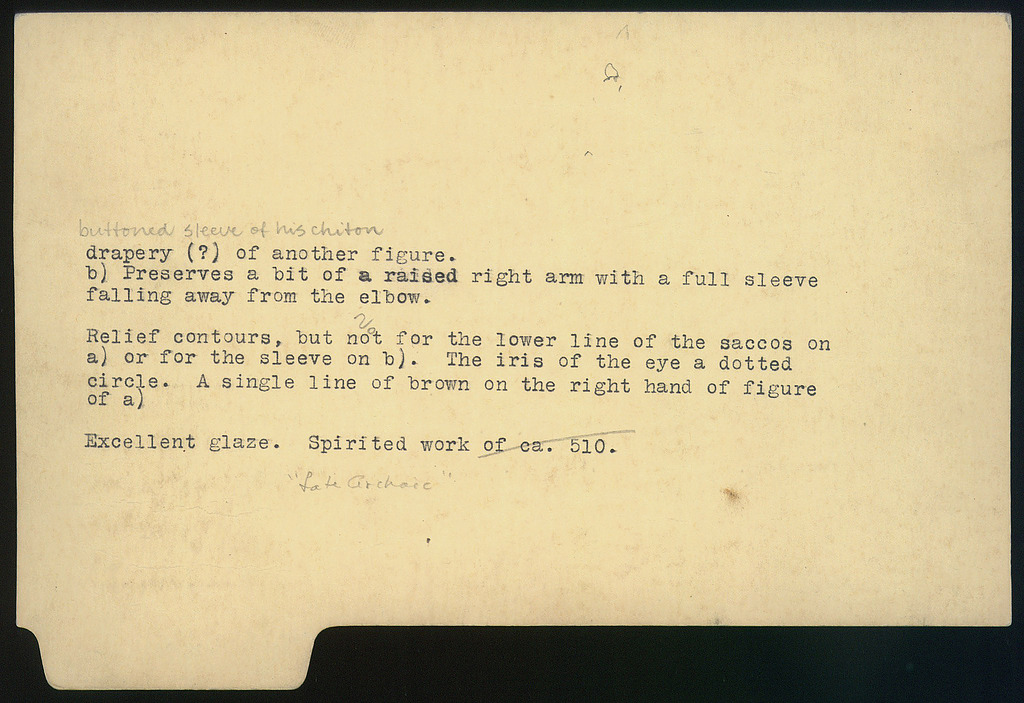 buttoned sleeve of his chiton
drapery (?) of another figure.
b) Preserves a bit of a raised right arm with a full sleeve
falling away from the elbow.
Relief contours, but not for the lower line of the saccos on
a) or for the sleeve on b).  The iris of the eye a dotted
circle.  A single line of brown on the right hand of figure
of a)
Excellent glaze.  Spirited work of ca. 510.
"Late Archaic"